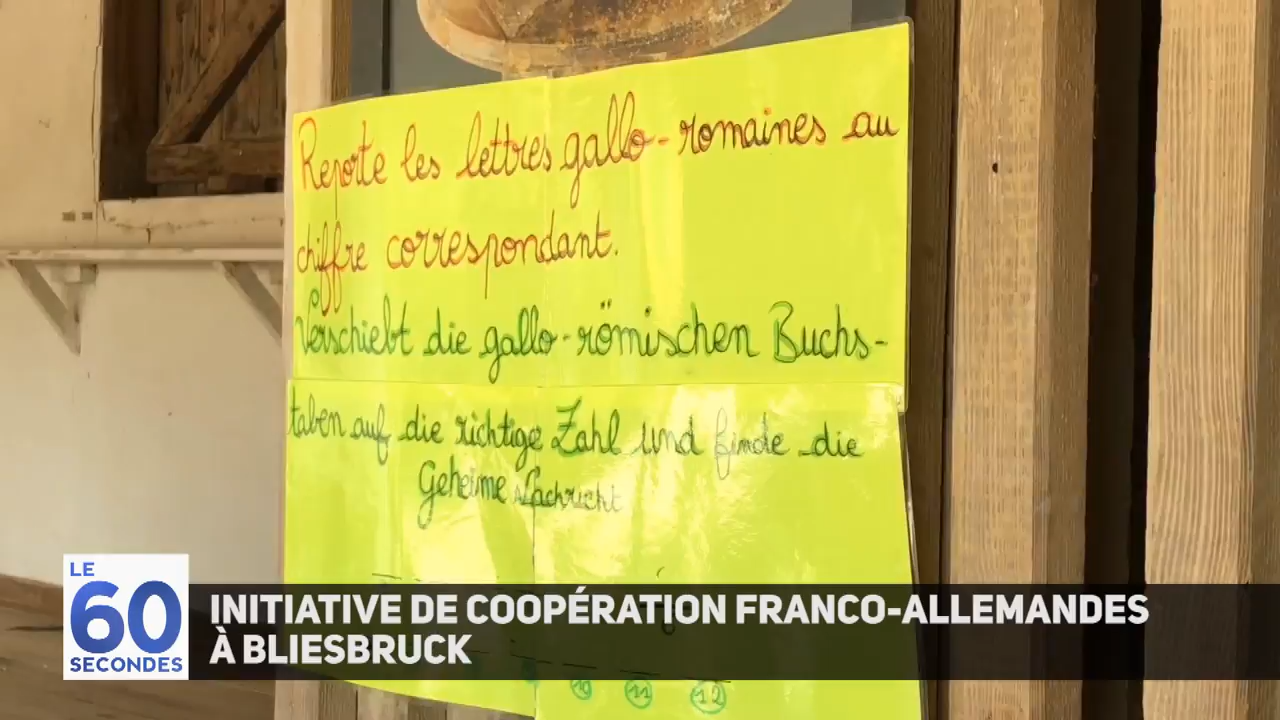 Reporte les lettres gallo-romaines au
chiffre correspondant.
Verschiebt die gallo-römischen Buchs-
taben auf die richtige Zahl und finde die
Geheime Nachricht
LE
60
SECONDES
INITIATIVE DE COOPÉRATION FRANCO-ALLEMANDES
À BLIESBRUCK
10 11 12